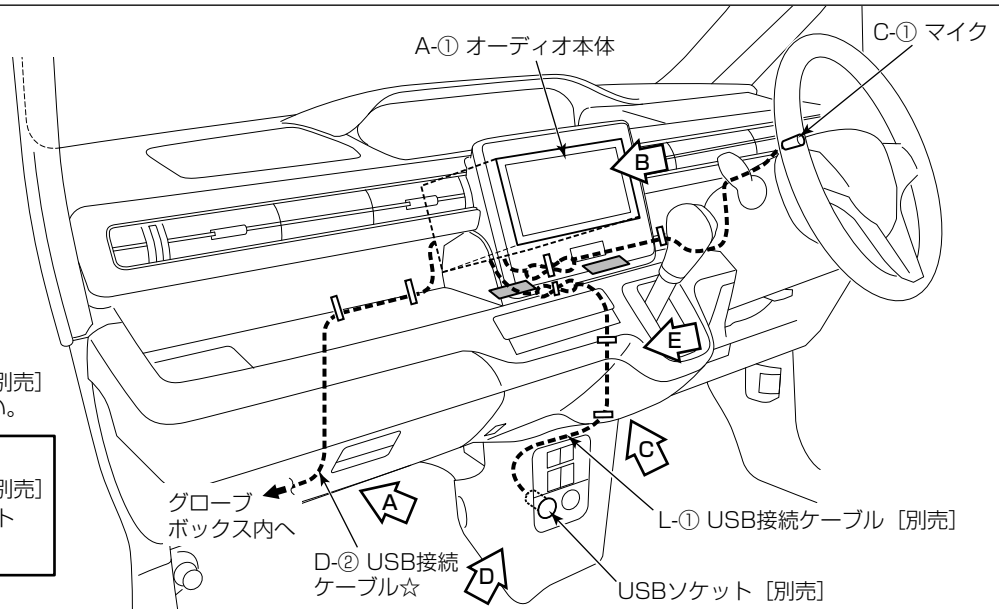 A-① オーディオ本体
C-① マイク
B
E
別売]
い。
別売]
ト
C
グローブ
ボックス内へ
A
L-① USB接続ケーブル［別売］
D-② USB接続
ケーブル☆
D
USBソケット［別売］